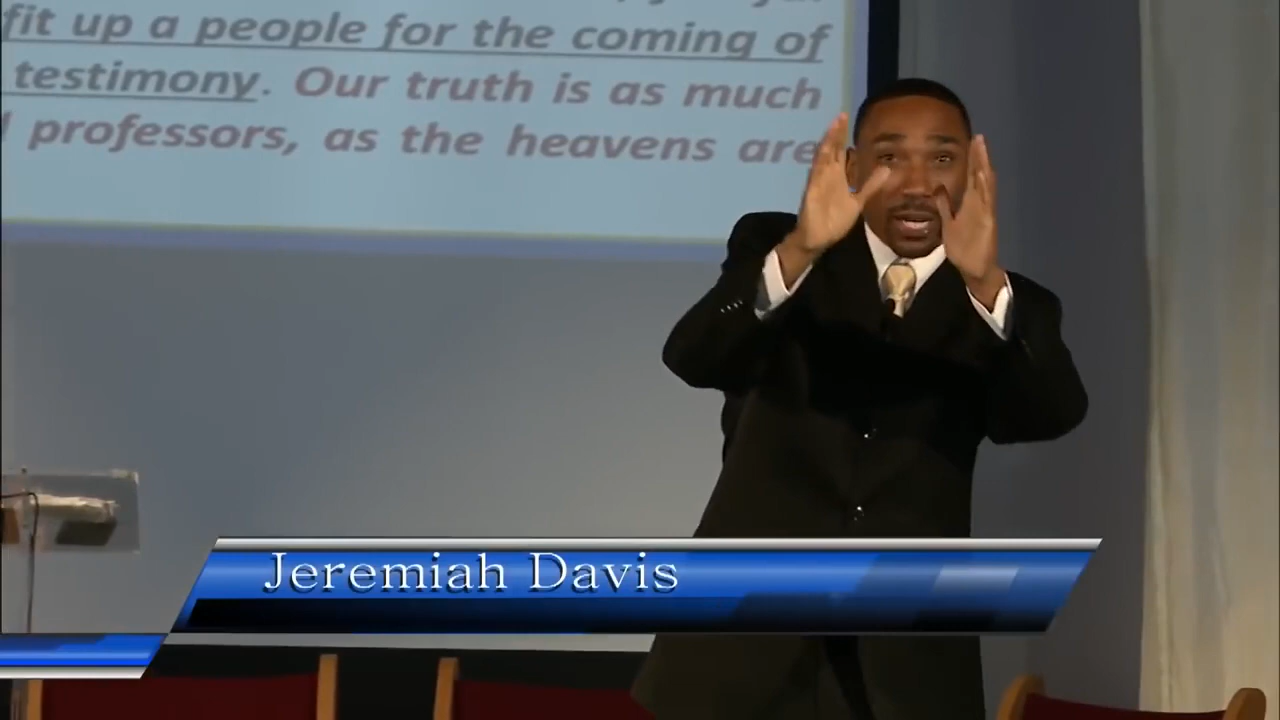 fit up a people for the coming of
testimony. Our truth is as much
professors, as the heavens are
Jeremiah Davis